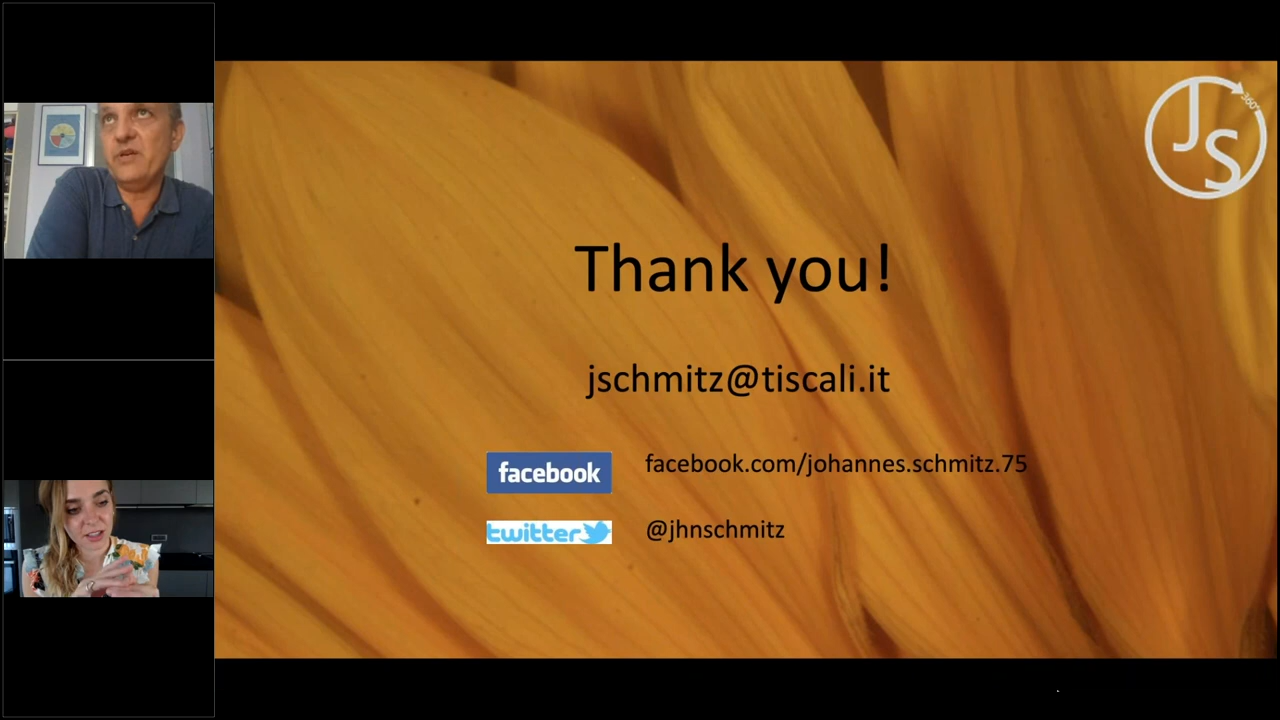 JS
360°
Thank you!
jschmitz@tiscali.it
facebook
facebook.com/johannes.schmitz.75
twitter
@jhnschmitz